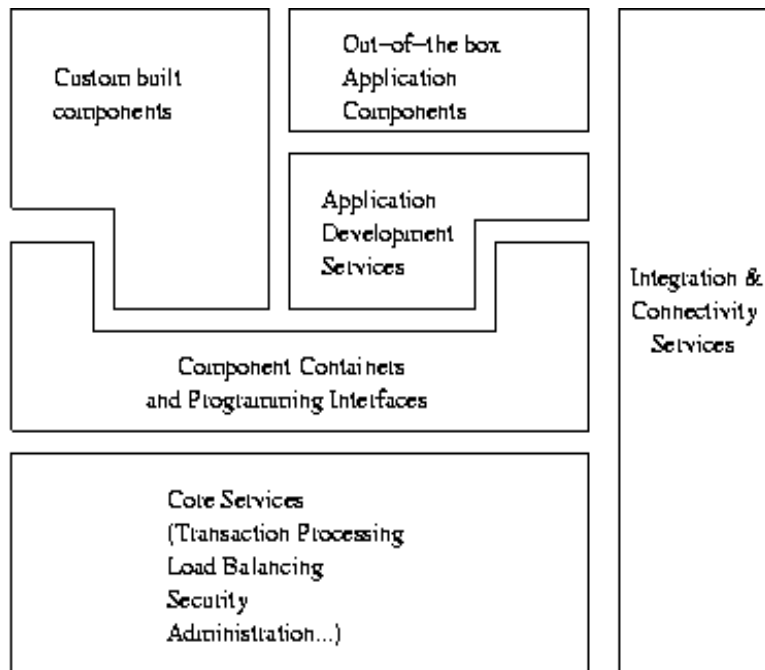 Custom built
components
Out-of-the box
Application
Components
Application
Development
Services
Integration &
Connectivity
Services
Component Containers
and Programming Interfaces
Core Services
(Transaction Processing
Load Balancing
Security
Administration...)